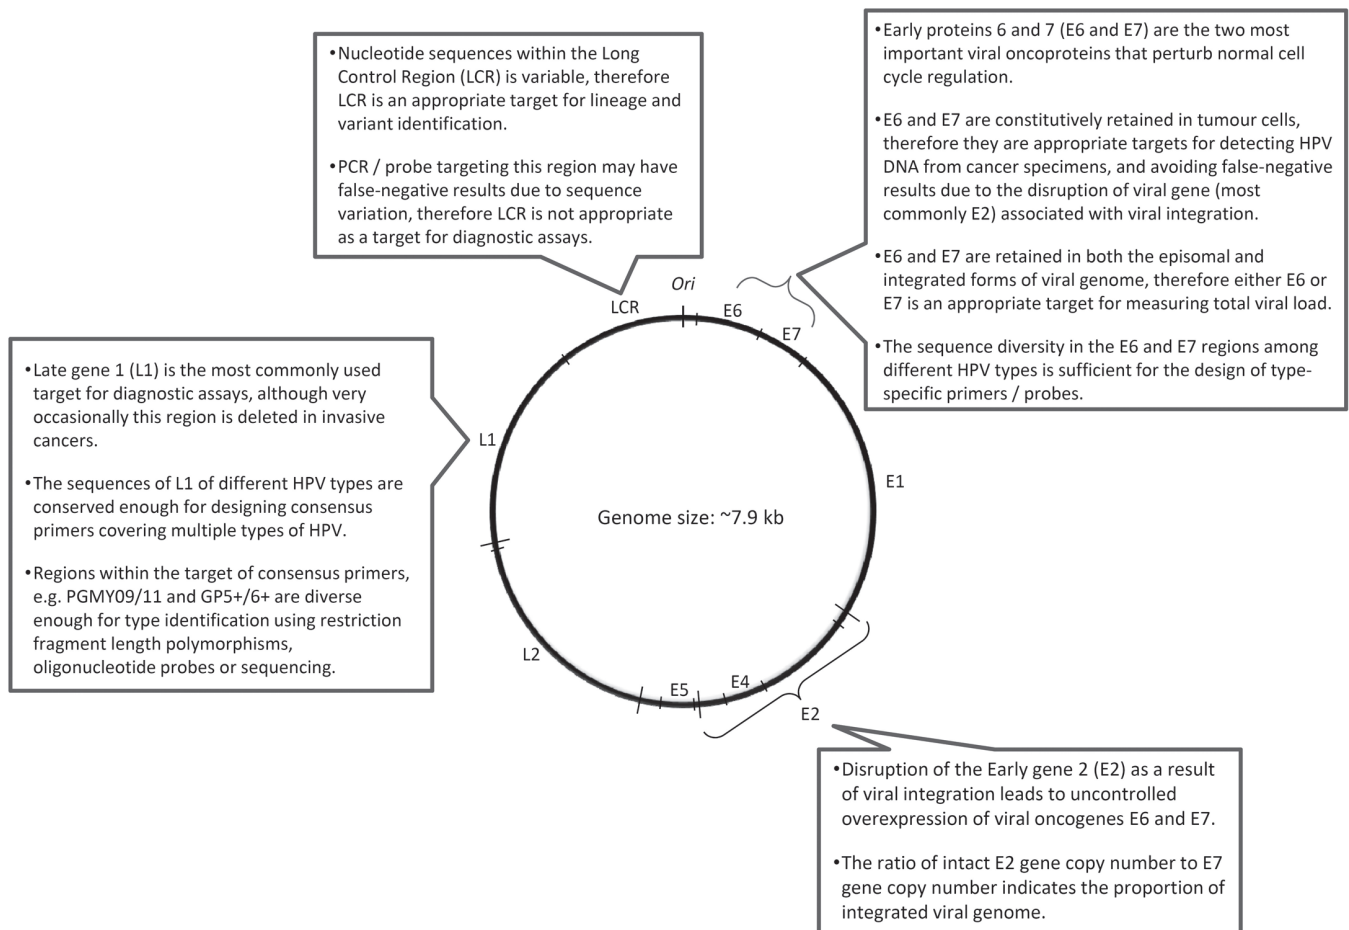 •Nucleotide sequences within the Long
Control Region (LCR) is variable, therefore
LCR is an appropriate target for lineage and
variant identification.
•PCR / probe targeting this region may have
false-negative results due to sequence
variation, therefore LCR is not appropriate
as a target for diagnostic assays.
•Early proteins 6 and 7 (E6 and E7) are the two most
important viral oncoproteins that perturb normal cell
cycle regulation.
•E6 and E7 are constitutively retained in tumour cells,
therefore they are appropriate targets for detecting HPV
DNA from cancer specimens, and avoiding false-negative
results due to the disruption of viral gene (most
commonly E2) associated with viral integration.
•E6 and E7 are retained in both the episomal and
integrated forms of viral genome, therefore either E6 or
E7 is an appropriate target for measuring total viral load.
•The sequence diversity in the E6 and E7 regions among
different HPV types is sufficient for the design of type-
specific primers / probes.
Ori
LCR
E6
E7
•Late gene 1 (L1) is the most commonly used
target for diagnostic assays, although very
occasionally this region is deleted in invasive
cancers.
•The sequences of L1 of different HPV types are
conserved enough for designing consensus
primers covering multiple types of HPV.
•Regions within the target of consensus primers,
e.g. PGMY09/11 and GP5+/6+ are diverse
enough for type identification using restriction
fragment length polymorphisms,
oligonucleotide probes or sequencing.
L1
E1
Genome size: ~7.9 kb
L2
E5
E4
E2
•Disruption of the Early gene 2 (E2) as a result
of viral integration leads to uncontrolled
overexpression of viral oncogenes E6 and E7.
•The ratio of intact E2 gene copy number to E7
gene copy number indicates the proportion of
integrated viral genome.